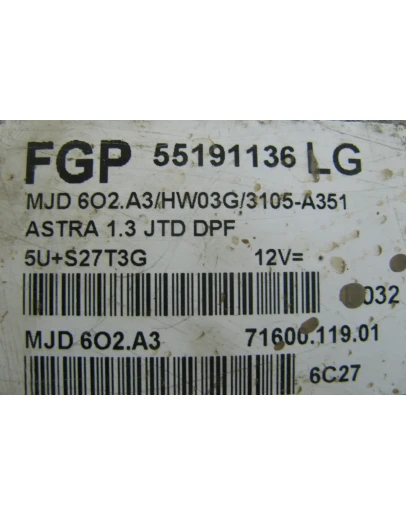 FGP 55191136 LG
MJD 6O2.A3/HW03G/3105-A351
ASTRA 1.3 JTD DPF
5U+S27T3G 12V=
032
MJD 6O2.A3 71600.119.01
6C27